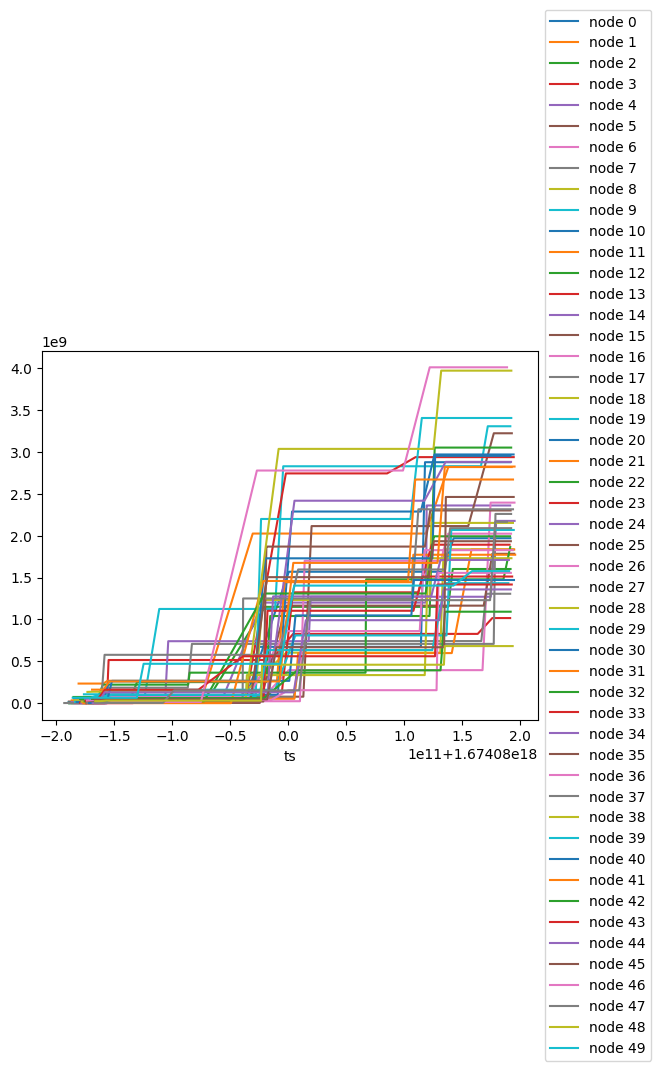 1e9
4.0
3.5
3.0
2.5
2.0
1.5
1.0
0.5
0.0
−2.0 −1.5 −1.0 −0.5 0.0 0.5 1.0 1.5 2.0
ts
1e11+1.67408e18
node 0
node 1
node 2
node 3
node 4
node 5
node 6
node 7
node 8
node 9
node 10
node 11
node 12
node 13
node 14
node 15
node 16
node 17
node 18
node 19
node 20
node 21
node 22
node 23
node 24
node 25
node 26
node 27
node 28
node 29
node 30
node 31
node 32
node 33
node 34
node 35
node 36
node 37
node 38
node 39
node 40
node 41
node 42
node 43
node 44
node 45
node 46
node 47
node 48
node 49